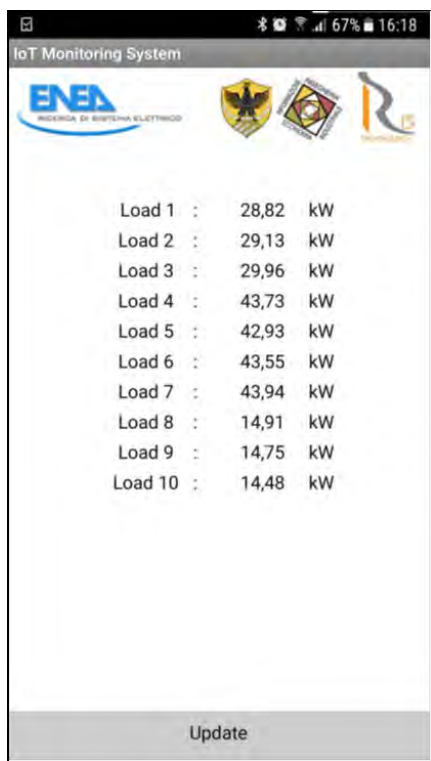 67% 16:18
IoT Monitoring System
ENEA
RICERCA DI SISTEMA ELETTRICO
Load 1 : 28,82 kW
Load 2 : 29,13 kW
Load 3 : 29,96 kW
Load 4 : 43,73 kW
Load 5 : 42,93 kW
Load 6 : 43,55 kW
Load 7 : 43,94 kW
Load 8 : 14,91 kW
Load 9 : 14,75 kW
Load 10 : 14,48 kW
Update